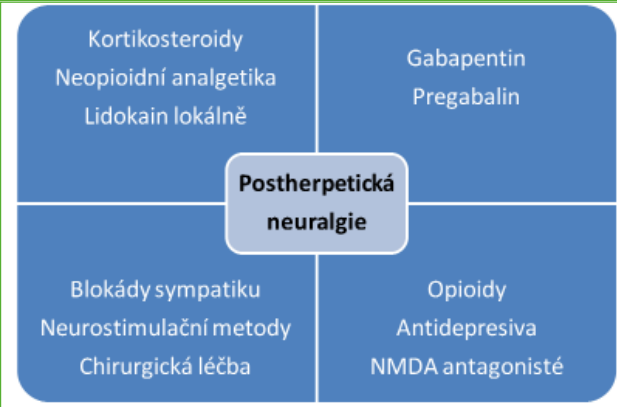 Kortikosteroidy
Neopioidní analgetika
Lidokain lokálně
Gabapentin
Pregabalin
Postherpetická
neuralgie
Blokády sympatiku
Neurostimulační metody
Chirurgická léčba
Opioidy
Antidepresiva
NMDA antagonisté